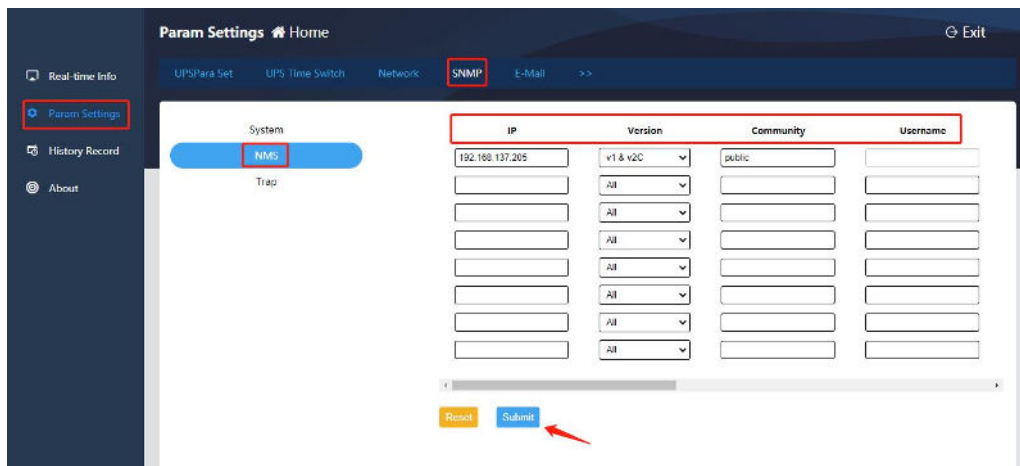 Param Settings Home Exit
Real-time Info
Param Settings
History Record
About
UPSPara Set UPS Time Switch Network SNMP E-Mail >>
System
NMS
Trap
IP Version Community Username
192.168.137.205 v1 & v2C public
All
All
All
All
All
All
All
Reset Submit